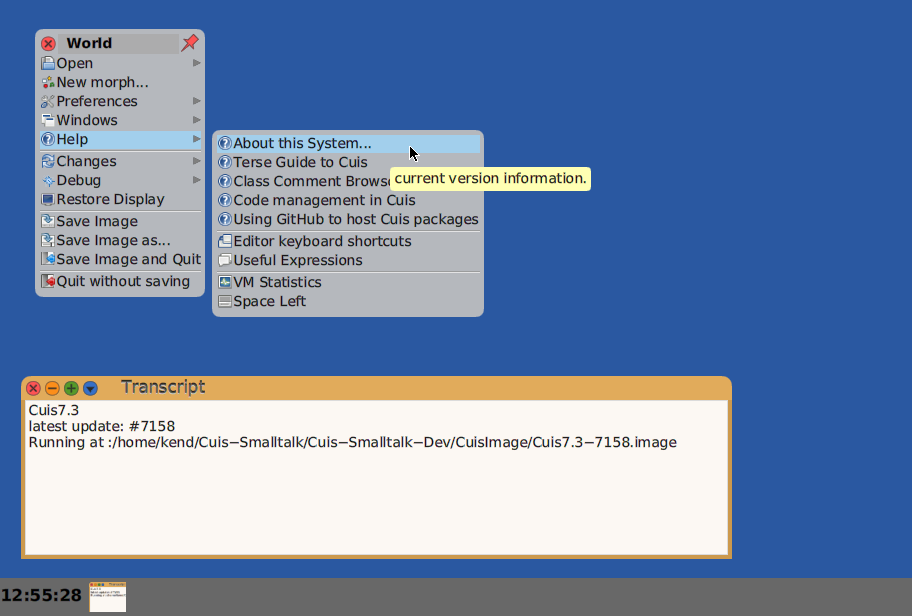 World
Open
New morph...
Preferences
Windows
Help
Changes
Debug
Restore Display
Save Image
Save Image as...
Save Image and Quit
Quit without saving
About this System...
Terse Guide to Cuis
Class Comment Brows
current version information.
Code management in Cuis
Using GitHub to host Cuis packages
Editor keyboard shortcuts
Useful Expressions
VM Statistics
Space Left
Transcript
Cuis7.3
latest update: #7158
Running at :/home/kend/Cuis−Smalltalk/Cuis−Smalltalk−Dev/CuisImage/Cuis7.3−7158.image
12:55:28